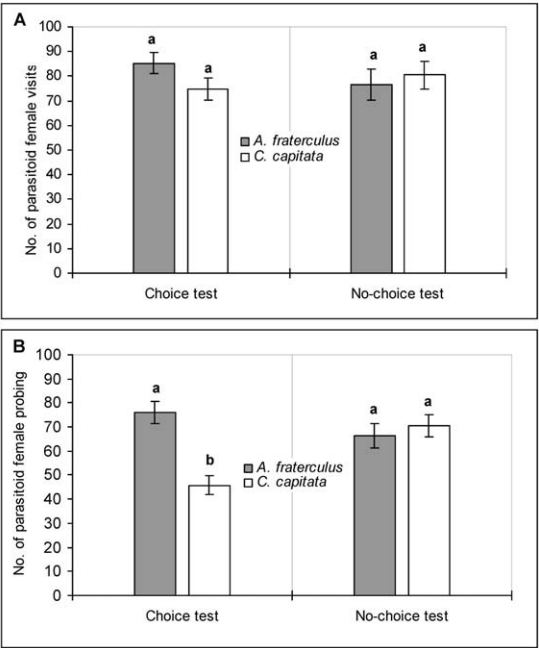 A
No. of parasitoid female visits
100
90
80
70
60
50
40
30
20
10
0
a
a
a
a
A. fraterculus
C. capitata
Choice test
No-choice test
B
No. of parasitoid female probing
100
90
80
70
60
50
40
30
20
10
0
a
b
a
a
A. fraterculus
C. capitata
Choice test
No-choice test